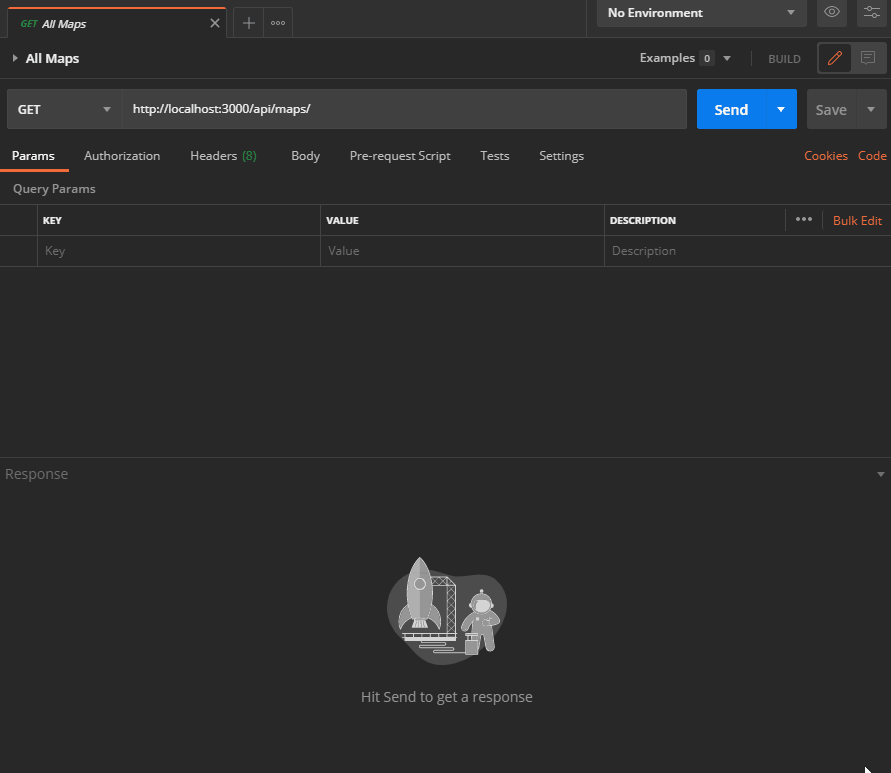 GET All Maps
No Environment
All Maps
Examples 0
BUILD
GET
http://localhost:3000/api/maps/
Send
Save
Params Authorization Headers (8) Body Pre-request Script Tests Settings Cookies Code
Query Params
KEY VALUE DESCRIPTION Bulk Edit
Key Value Description
Response
Hit Send to get a response